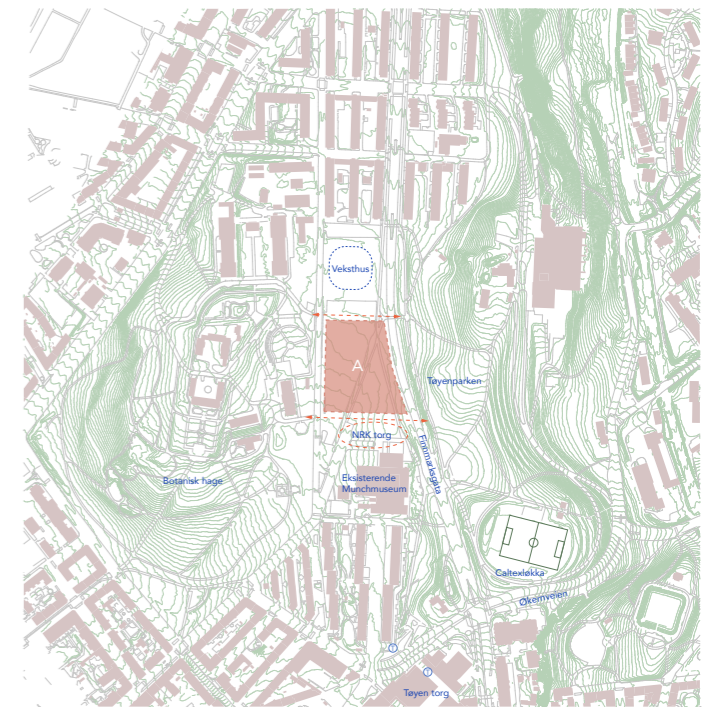 Veksthus
A
Tøyenparken
NRK torg
Finnmarksgata
Eksisterende
Munchmuseum
Botanisk hage
Caltexløkka
Økernveien
T
T
Tøyen torg